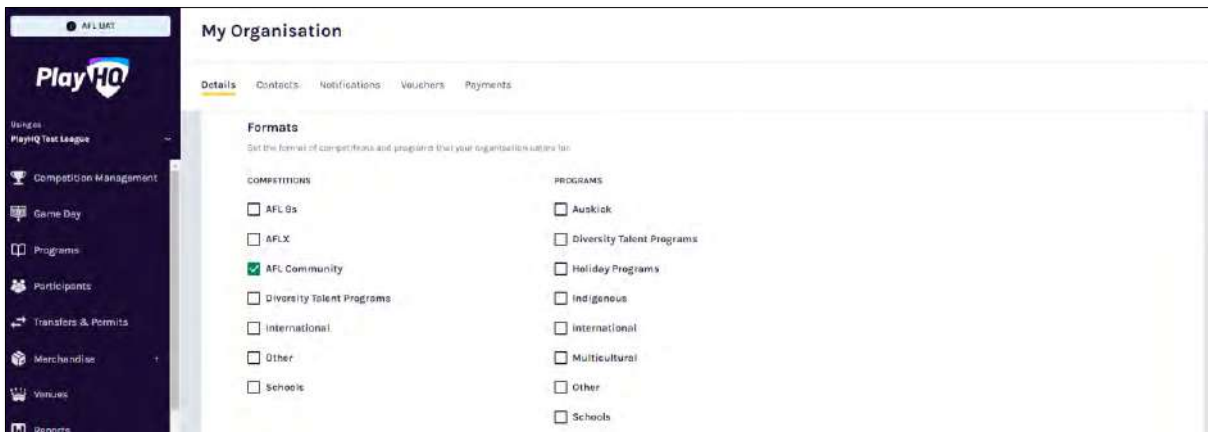 AFL UAT
PlayHQ
Using as
PlayHQ Test League
Competition Management
Game Day
Programs
Participants
Transfers & Permits
Merchandise
Venues
Reports
My Organisation
Details Contacts Notifications Vouchers Payments
Formats
Set the format of competitions and programs that your organisation caters for.
COMPETITIONS
AFL 9s
AFLX
AFL Community
Diversity Talent Programs
International
Other
Schools
PROGRAMS
Auskick
Diversity Talent Programs
Holiday Programs
Indigenous
International
Multicultural
Other
Schools